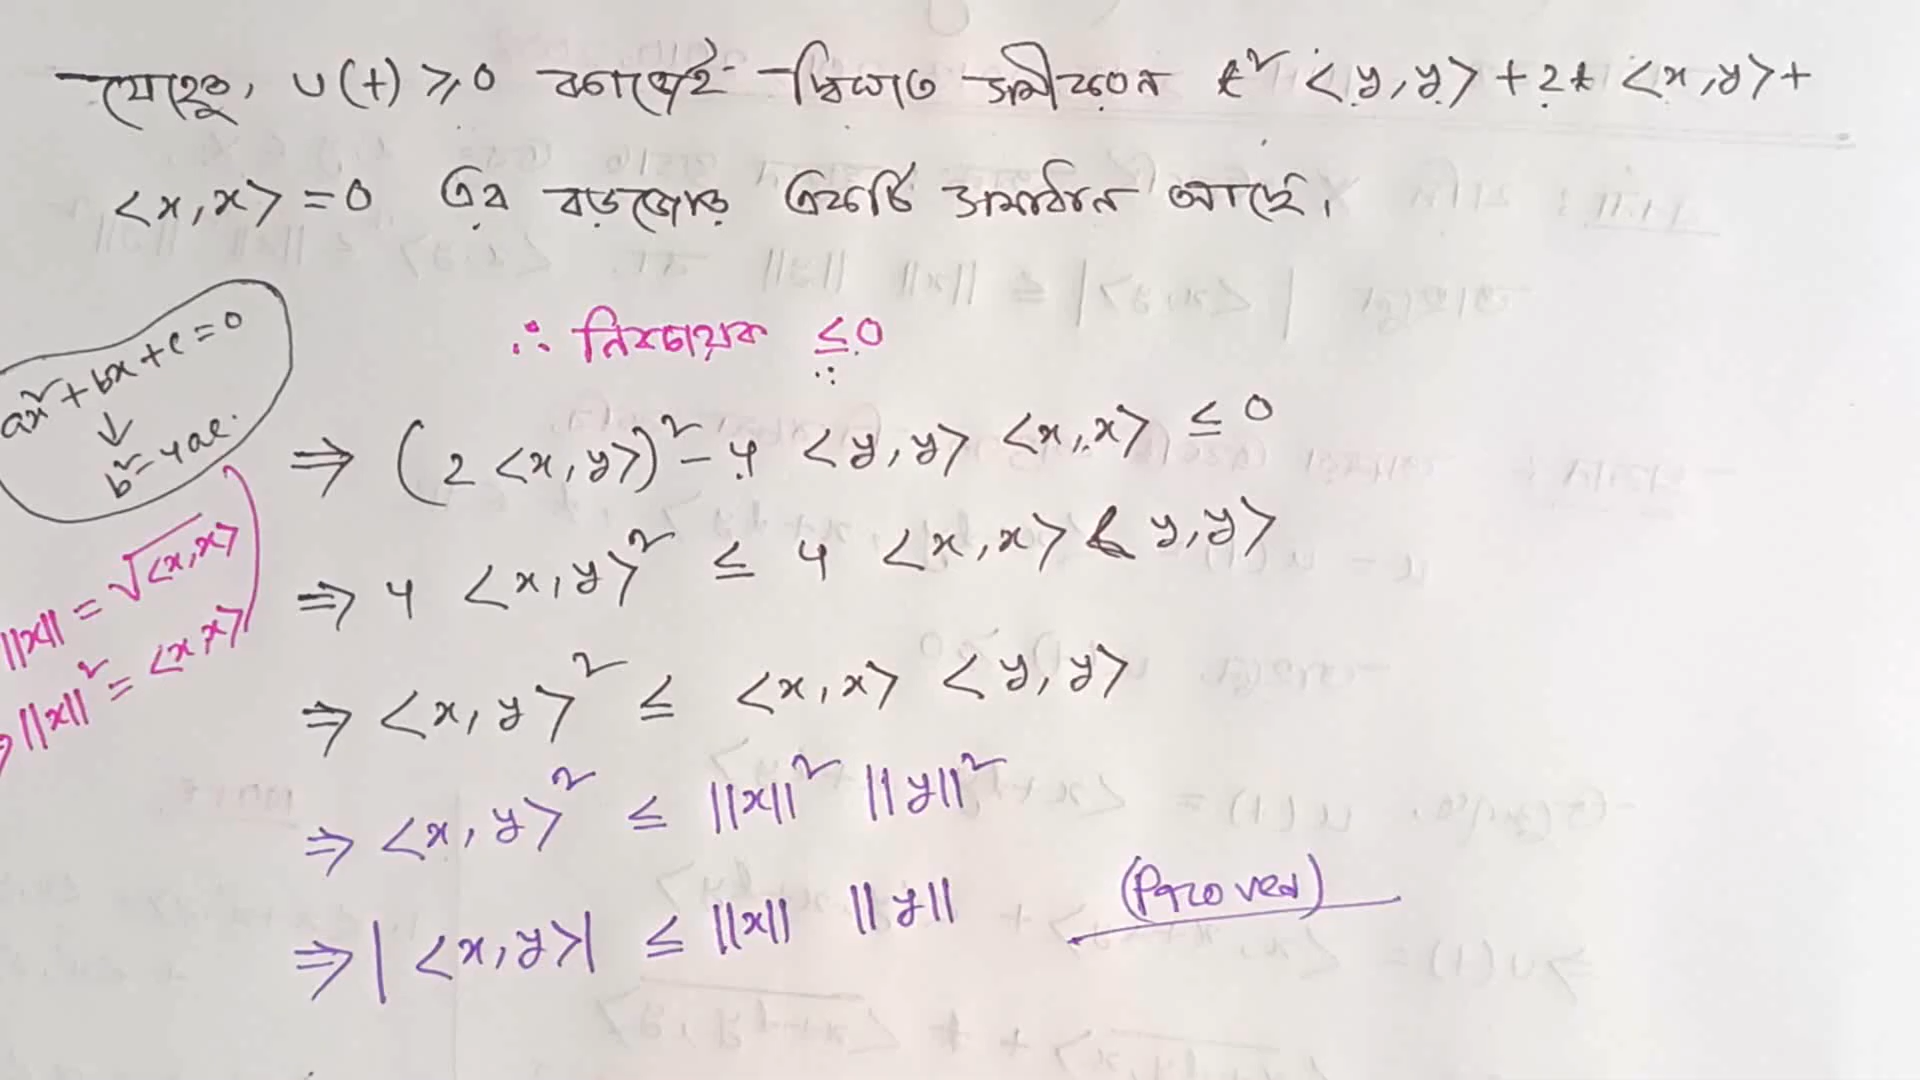 যেহেতু, u(t) ≥ 0 কাজেই দ্বিঘাত সমীকরণ t² <y,y> + 2t <x,y> +
<x,x> = 0 এর বড়জোড় একটি সমাধান আছে।
∴ নিশ্চায়ক ≤ 0
ax² + bx + c = 0
↓
b² - 4ac.
⇒ (2 <x,y>)² - 4 <y,y> <x,x> ≤ 0
⇒ 4 <x,y>² ≤ 4 <x,x> <y,y>
||x|| = √<x,x>
||x||² = <x,x>
⇒ <x,y>² ≤ <x,x> <y,y>
⇒ <x,y>² ≤ ||x||² ||y||²
⇒ |<x,y>| ≤ ||x|| ||y|| (Proved)